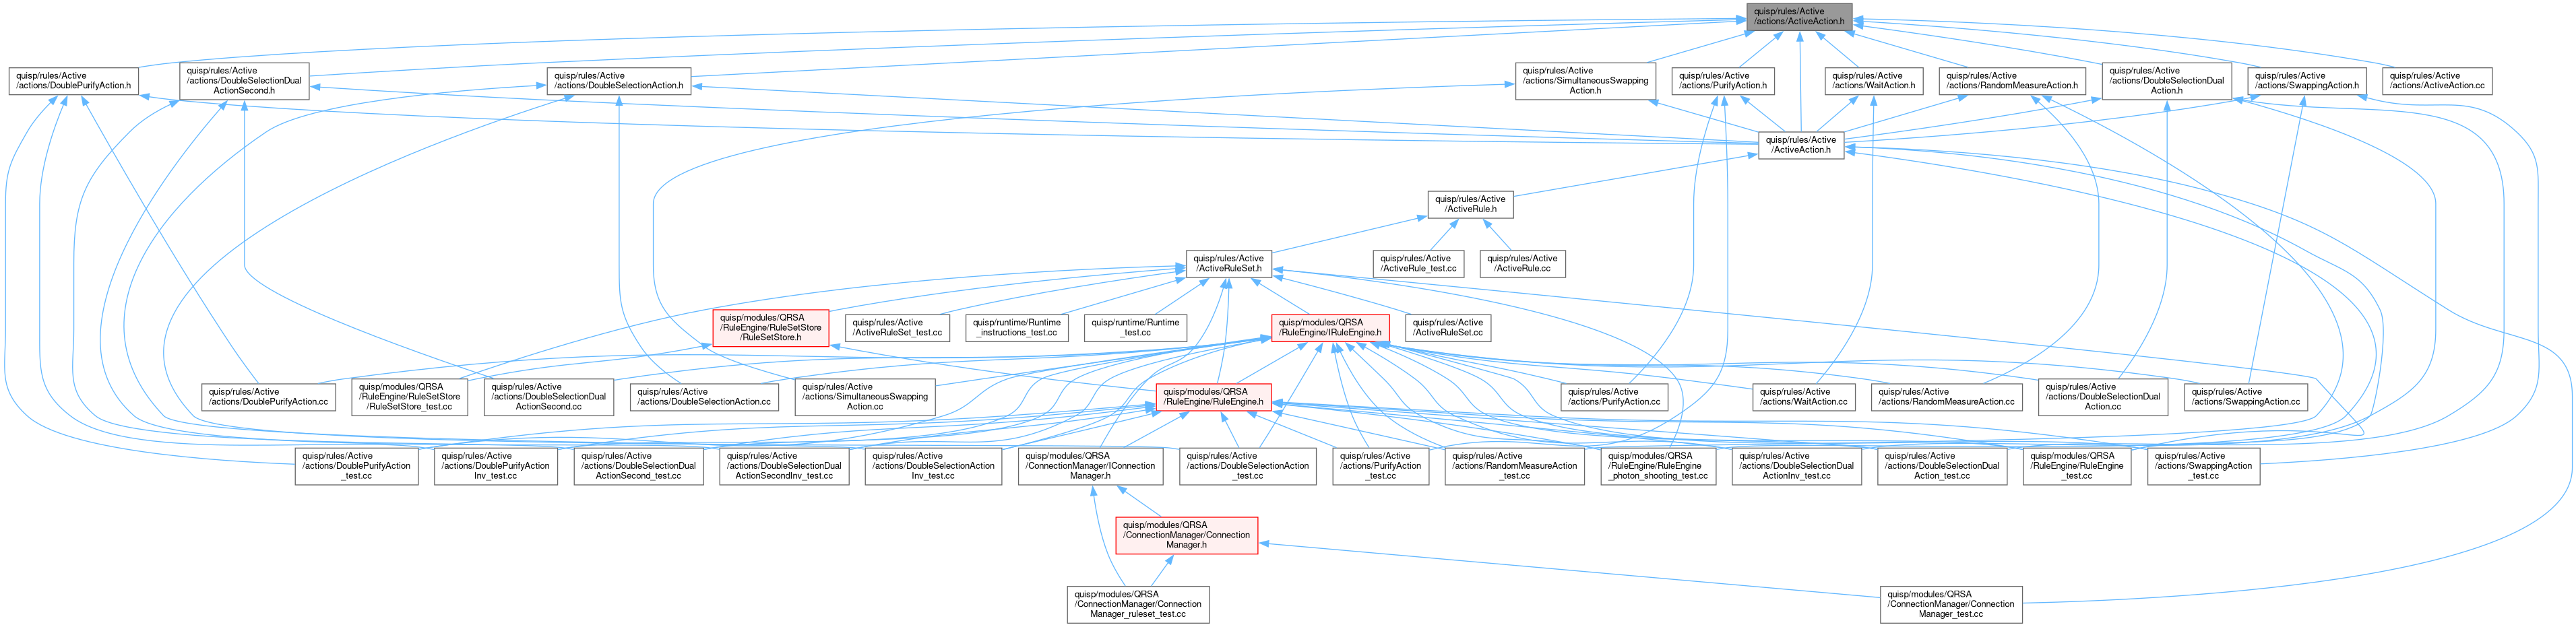 quisp/rules/Active
/actions/ActiveAction.h
quisp/rules/Active
/actions/DoublePurifyAction.h
quisp/rules/Active
/actions/DoubleSelectionDual
ActionSecond.h
quisp/rules/Active
/actions/DoubleSelectionAction.h
quisp/rules/Active
/actions/SimultaneousSwapping
Action.h
quisp/rules/Active
/actions/PurifyAction.h
quisp/rules/Active
/actions/WaitAction.h
quisp/rules/Active
/actions/RandomMeasureAction.h
quisp/rules/Active
/actions/DoubleSelectionDual
Action.h
quisp/rules/Active
/actions/SwappingAction.h
quisp/rules/Active
/actions/ActiveAction.cc
quisp/rules/Active
/ActiveAction.h
quisp/rules/Active
/ActiveRule.h
quisp/rules/Active
/ActiveRuleSet.h
quisp/rules/Active
/ActiveRule_test.cc
quisp/rules/Active
/ActiveRule.cc
quisp/modules/QRSA
/RuleEngine/RuleSetStore
/RuleSetStore.h
quisp/rules/Active
/ActiveRuleSet_test.cc
quisp/runtime/Runtime
_instructions_test.cc
quisp/runtime/Runtime
_test.cc
quisp/modules/QRSA
/RuleEngine/IRuleEngine.h
quisp/rules/Active
/ActiveRuleSet.cc
quisp/rules/Active
/actions/DoublePurifyAction.cc
quisp/modules/QRSA
/RuleEngine/RuleSetStore
/RuleSetStore_test.cc
quisp/rules/Active
/actions/DoubleSelectionDual
ActionSecond.cc
quisp/rules/Active
/actions/DoubleSelectionAction.cc
quisp/rules/Active
/actions/SimultaneousSwapping
Action.cc
quisp/modules/QRSA
/RuleEngine/RuleEngine.h
quisp/rules/Active
/actions/PurifyAction.cc
quisp/rules/Active
/actions/WaitAction.cc
quisp/rules/Active
/actions/RandomMeasureAction.cc
quisp/rules/Active
/actions/DoubleSelectionDual
Action.cc
quisp/rules/Active
/actions/SwappingAction.cc
quisp/rules/Active
/actions/DoublePurifyAction
_test.cc
quisp/rules/Active
/actions/DoublePurifyAction
Inv_test.cc
quisp/rules/Active
/actions/DoubleSelectionDual
ActionSecond_test.cc
quisp/rules/Active
/actions/DoubleSelectionDual
ActionSecondInv_test.cc
quisp/rules/Active
/actions/DoubleSelectionAction
Inv_test.cc
quisp/modules/QRSA
/ConnectionManager/IConnection
Manager.h
quisp/rules/Active
/actions/DoubleSelectionAction
_test.cc
quisp/rules/Active
/actions/PurifyAction
_test.cc
quisp/rules/Active
/actions/RandomMeasureAction
_test.cc
quisp/modules/QRSA
/RuleEngine/RuleEngine
_photon_shooting_test.cc
quisp/rules/Active
/actions/DoubleSelectionDual
ActionInv_test.cc
quisp/rules/Active
/actions/DoubleSelectionDual
Action_test.cc
quisp/modules/QRSA
/RuleEngine/RuleEngine
_test.cc
quisp/rules/Active
/actions/SwappingAction
_test.cc
quisp/modules/QRSA
/ConnectionManager/Connection
Manager.h
quisp/modules/QRSA
/ConnectionManager/Connection
Manager_ruleset_test.cc
quisp/modules/QRSA
/ConnectionManager/Connection
Manager_test.cc